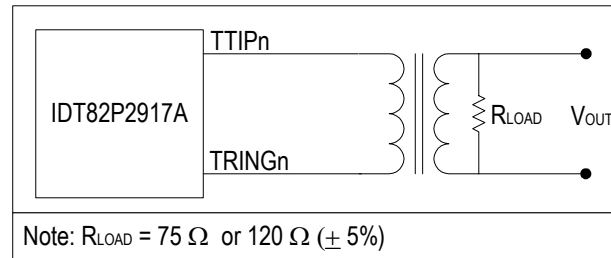 TTIPn
IDT82P2917A
RLOAD
VOUT
TRINGn
Note: RLOAD = 75 Ω or 120 Ω (± 5%)